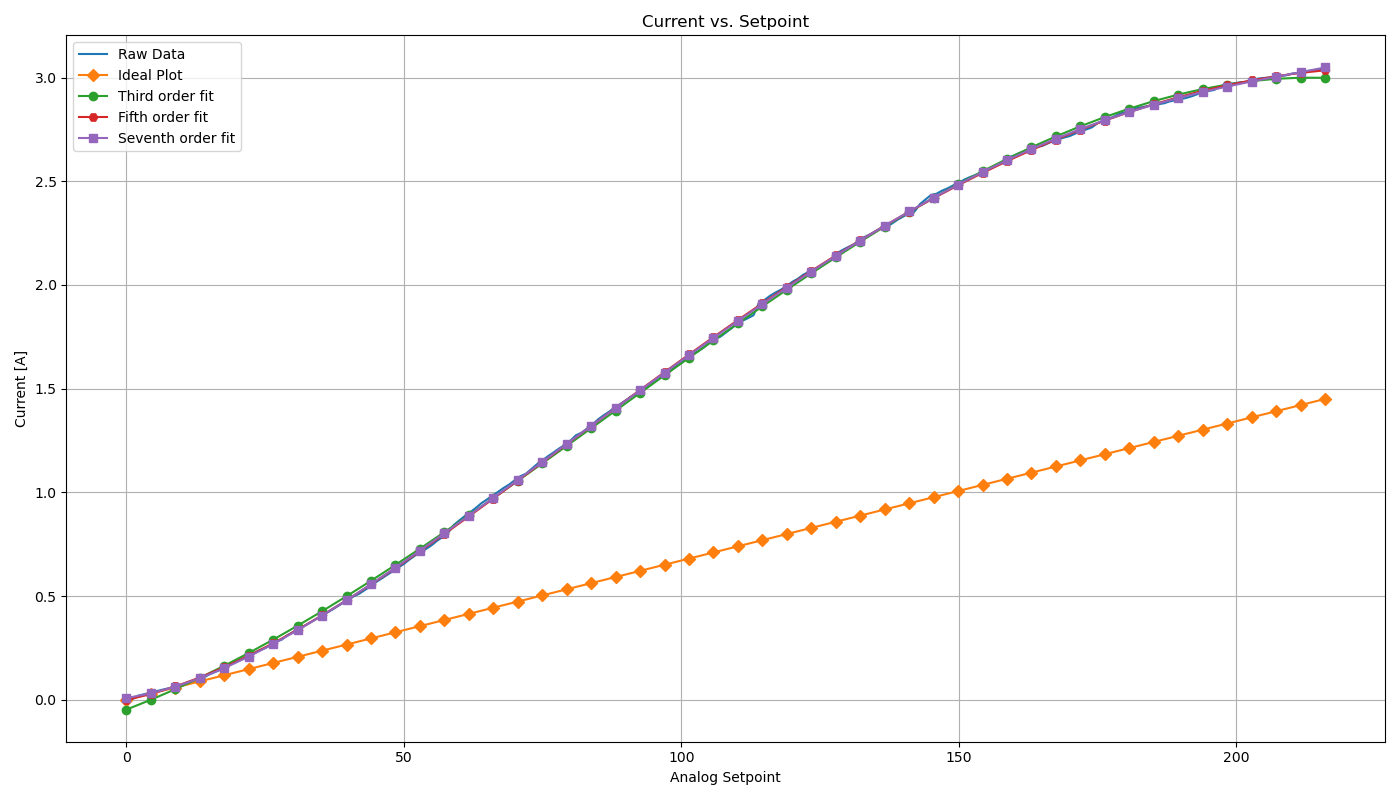 Current vs. Setpoint
Raw Data
Ideal Plot
Third order fit
Fifth order fit
Seventh order fit
Current [A]
3.0
2.5
2.0
1.5
1.0
0.5
0.0
0 50 100 150 200
Analog Setpoint